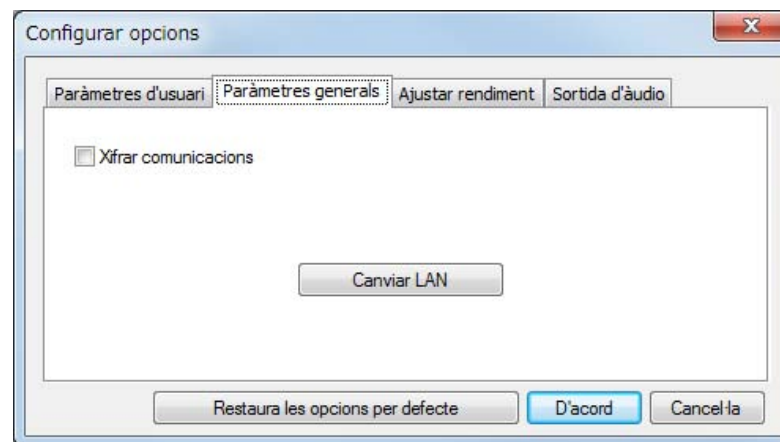 Configurar opcions
Paràmetres d'usuari Paràmetres generals Ajustar rendiment Sortida d'àudio
Xifrar comunicacions
Canviar LAN
Restaura les opcions per defecte D'acord Cancel·la